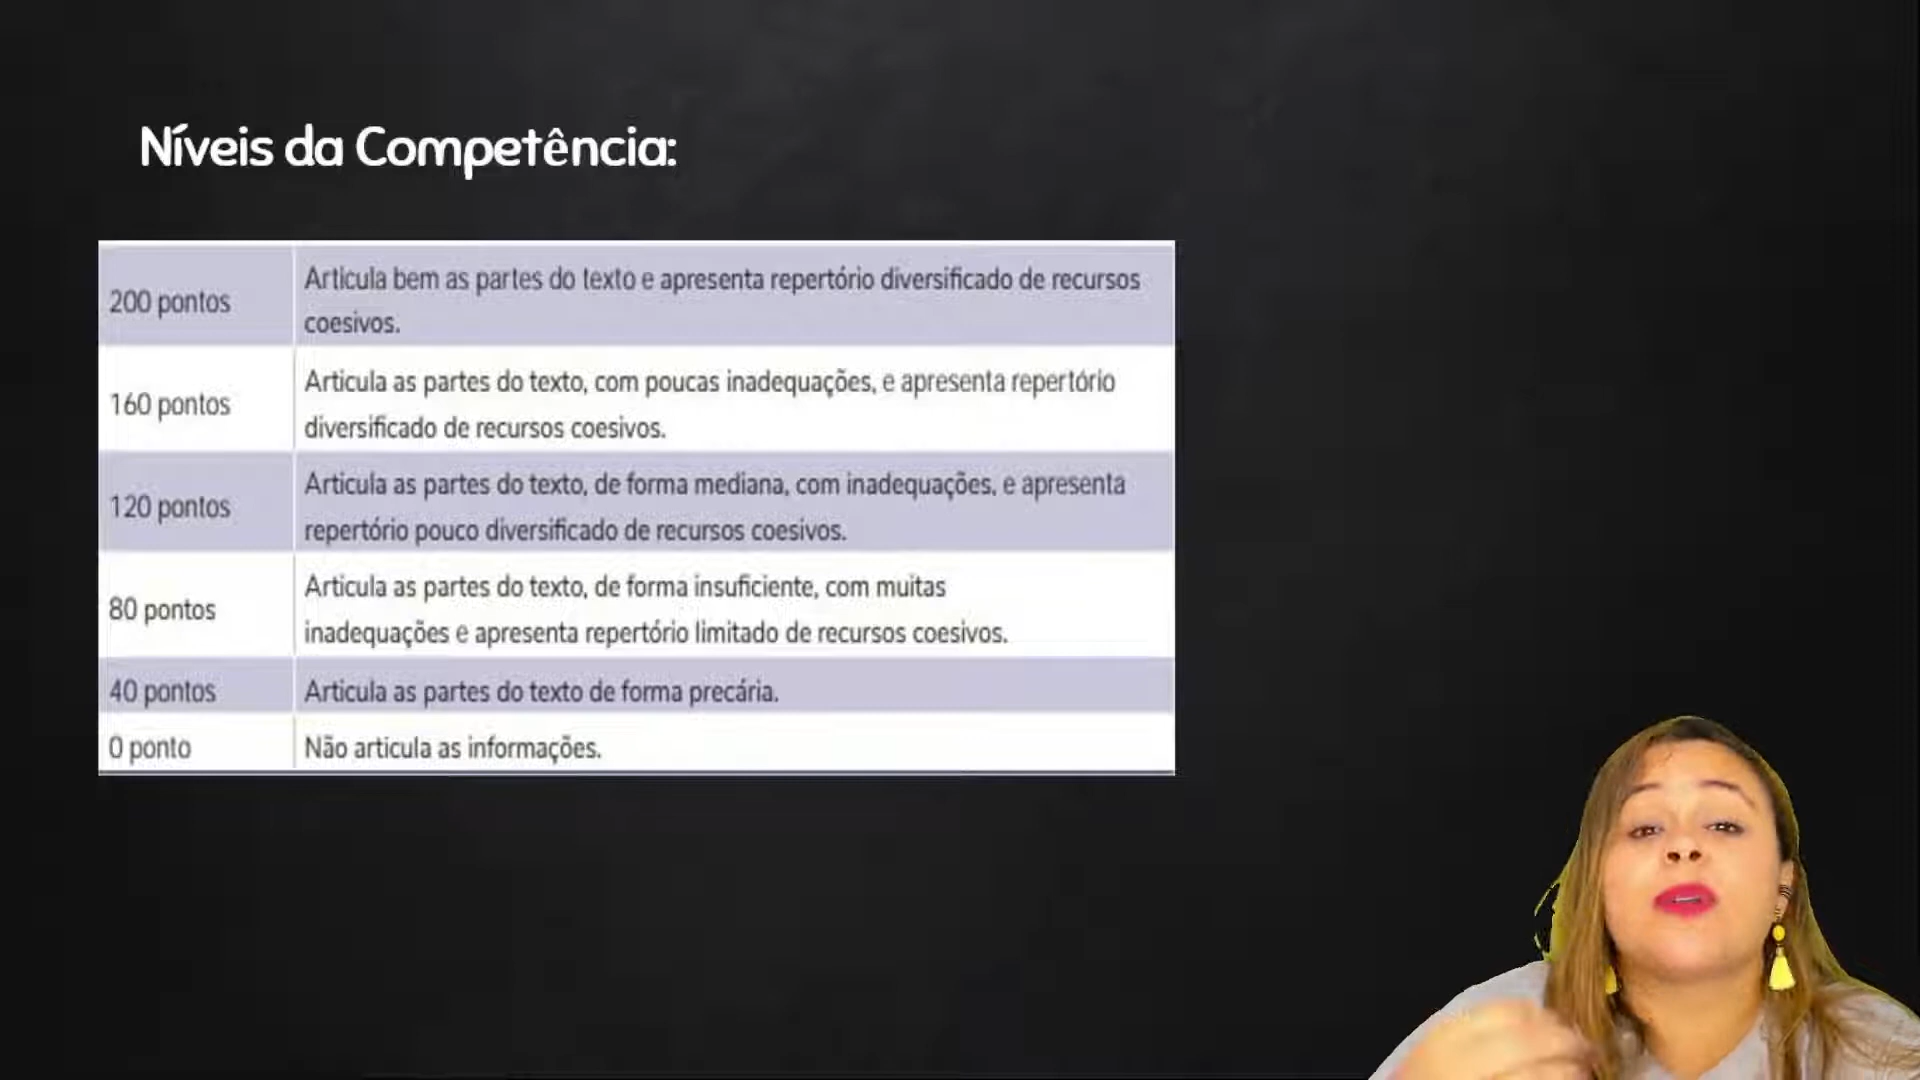 Níveis da Competência:
200 pontos
Articula bem as partes do texto e apresenta repertório diversificado de recursos
coesivos.
160 pontos
Articula as partes do texto, com poucas inadequações, e apresenta repertório
diversificado de recursos coesivos.
120 pontos
Articula as partes do texto, de forma mediana, com inadequações, e apresenta
repertório pouco diversificado de recursos coesivos.
80 pontos
Articula as partes do texto, de forma insuficiente, com muitas
inadequações e apresenta repertório limitado de recursos coesivos.
40 pontos
Articula as partes do texto de forma precária.
0 ponto
Não articula as informações.